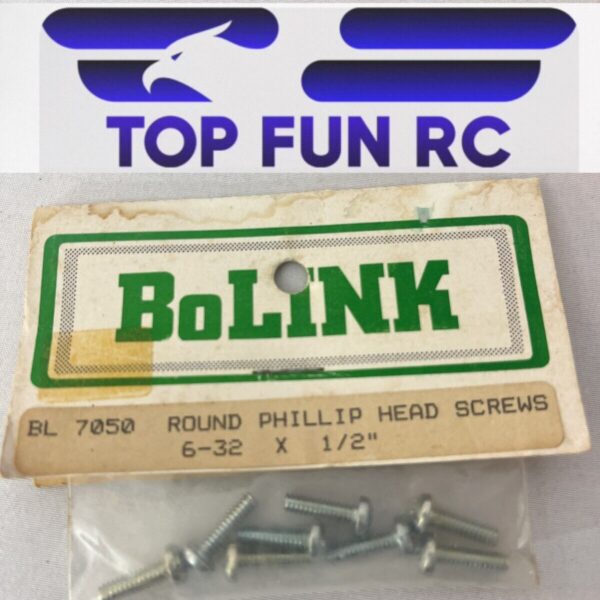 TOP FUN RC
BoLINK
BL 7050 ROUND PHILLIP HEAD SCREWS
6-32 X 1/2"